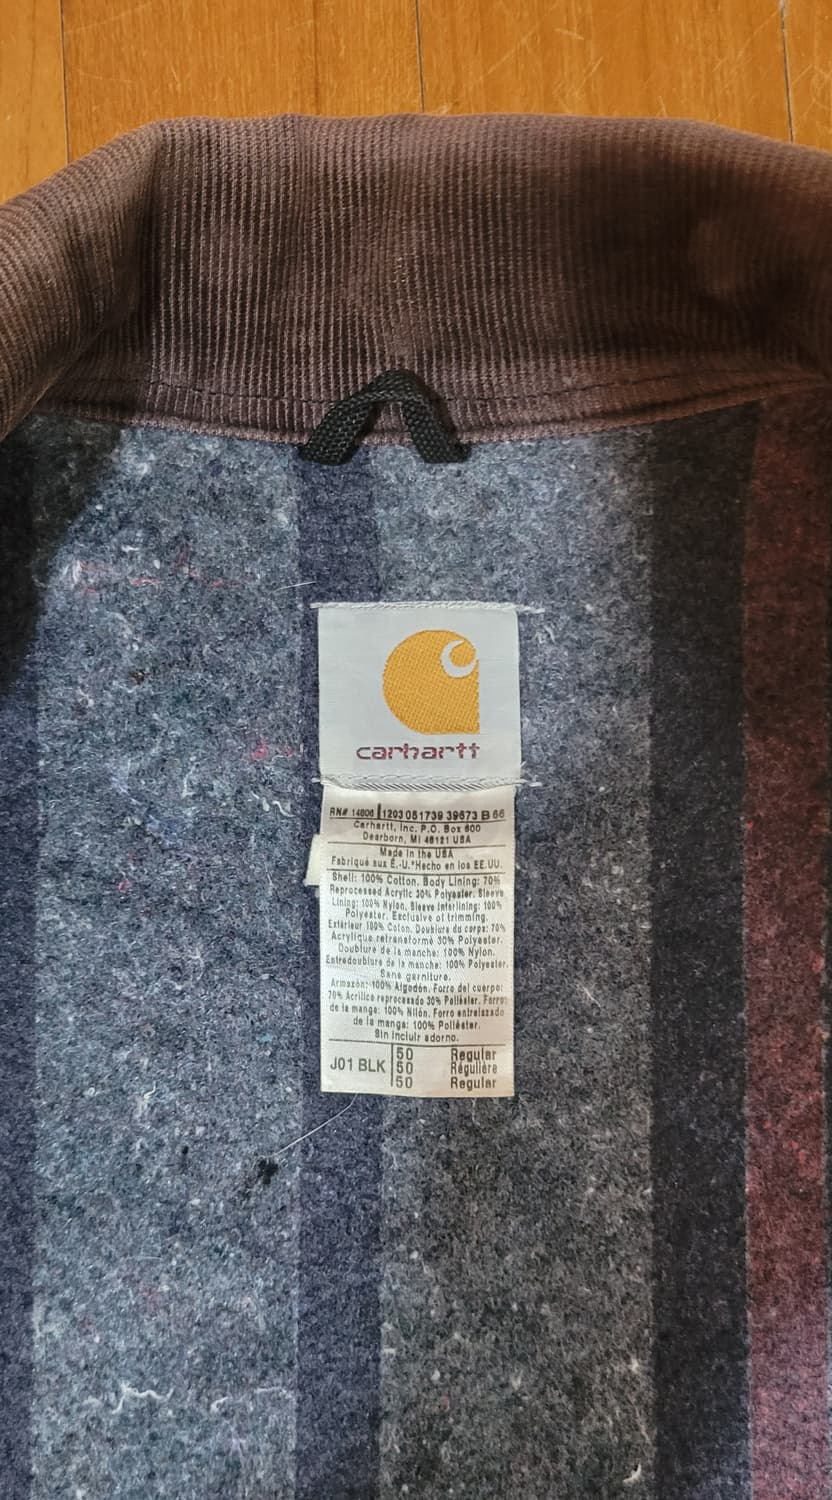 carhartt
RN# 14806 1203 051739 39673 B 66
Carhartt, Inc. P.O. Box 600
Dearborn, MI 48121 USA
Made in the USA
Fabriqué aux É.-U.*Hecho en los EE.UU.
Shell: 100% Cotton. Body Lining: 70%
Reprocessed Acrylic 30% Polyester. Sleeve
Lining: 100% Nylon. Sleeve Interlining: 100%
Polyester. Exclusive of trimming.
Extérieur 100% Coton. Doublure du corps: 70%
Acrylique retransformé 30% Polyester.
Doublure de la manche: 100% Nylon.
Entredoublure de la manche: 100% Polyester.
Sans garniture.
Armazón: 100% Algodón. Forro del cuerpo:
70% Acrílico reprocesado 30% Poliéster. Forro:
de la manga: 100% Nilón. Forro entrelazado
de la manga: 100% Poliéster.
Sin incluir adorno.
J01 BLK
50 Regular
50 Régulière
50 Regular